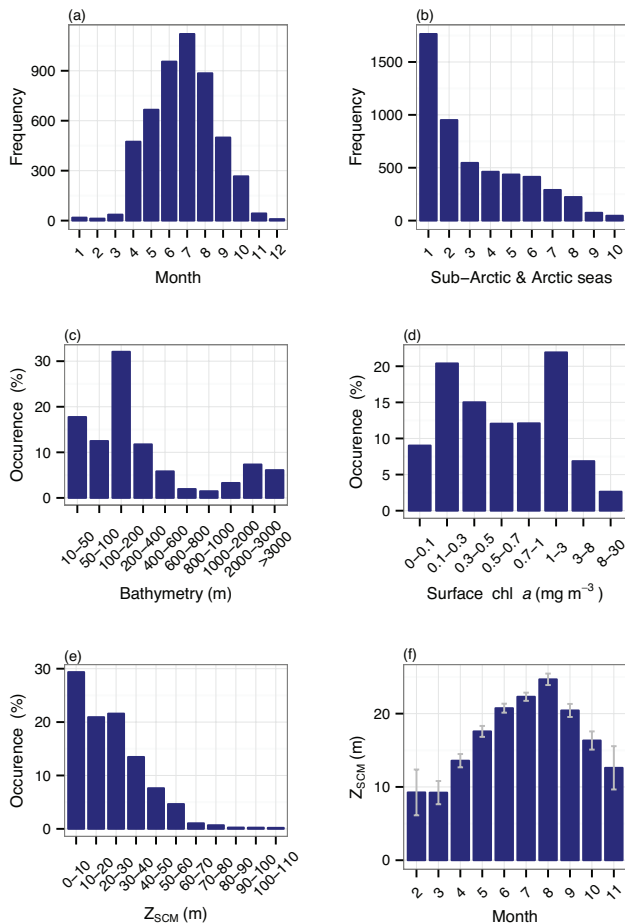 (a)
900
600
300
0
Frequency
1 2 3 4 5 6 7 8 9 10 11 12
Month
(b)
1500
1000
500
0
Frequency
1 2 3 4 5 6 7 8 9 10
Sub−Arctic & Arctic seas
(c)
30
20
10
0
Occurence (%)
10−50 50−100 100−200 200−400 400−600 600−800 800−1000 1000−2000 2000−3000 >3000
Bathymetry (m)
(d)
20
15
10
5
0
Occurence (%)
0−0.1 0.1−0.3 0.3−0.5 0.5−0.7 0.7−1 1−3 3−8 8−30
Surface chl a (mg m⁻³)
(e)
30
20
10
0
Occurence (%)
0−10 10−20 20−30 30−40 40−50 50−60 60−70 70−80 80−90 90−100 100−110
Z_SCM (m)
(f)
20
10
0
Z_SCM (m)
2 3 4 5 6 7 8 9 10 11
Month